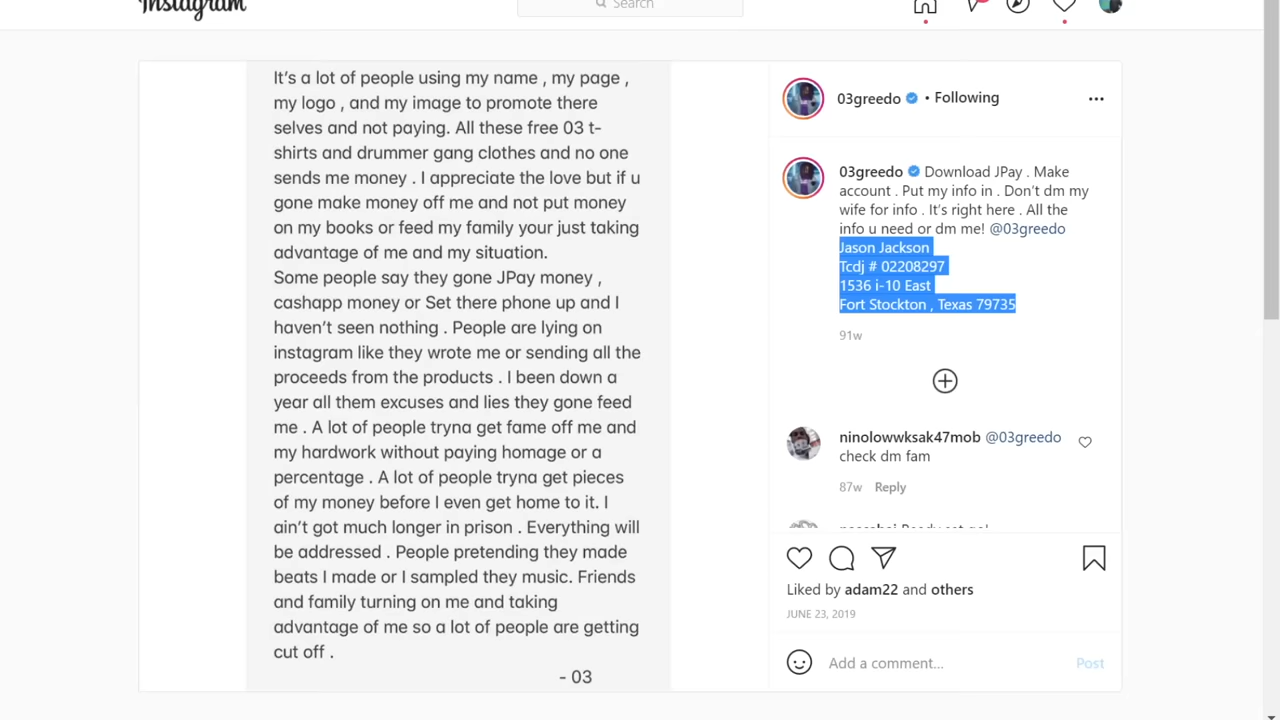 Instagram
Search
It's a lot of people using my name , my page ,
my logo , and my image to promote there
selves and not paying. All these free 03 t-
shirts and drummer gang clothes and no one
sends me money . I appreciate the love but if u
gone make money off me and not put money
on my books or feed my family your just taking
advantage of me and my situation.
Some people say they gone JPay money ,
cashapp money or Set there phone up and I
haven't seen nothing . People are lying on
instagram like they wrote me or sending all the
proceeds from the products . I been down a
year all them excuses and lies they gone feed
me . A lot of people tryna get fame off me and
my hardwork without paying homage or a
percentage . A lot of people tryna get pieces
of my money before I even get home to it. I
ain't got much longer in prison . Everything will
be addressed . People pretending they made
beats I made or I sampled they music. Friends
and family turning on me and taking
advantage of me so a lot of people are getting
cut off .
- 03
03greedo • Following
03greedo Download JPay . Make
account . Put my info in . Don't dm my
wife for info . It's right here . All the
info u need or dm me! @03greedo
Jason Jackson
Tcdj # 02208297
1536 i-10 East
Fort Stockton , Texas 79735
91w
ninolowwksak47mob @03greedo
check dm fam
87w Reply
Liked by adam22 and others
JUNE 23, 2019
Add a comment...
Post